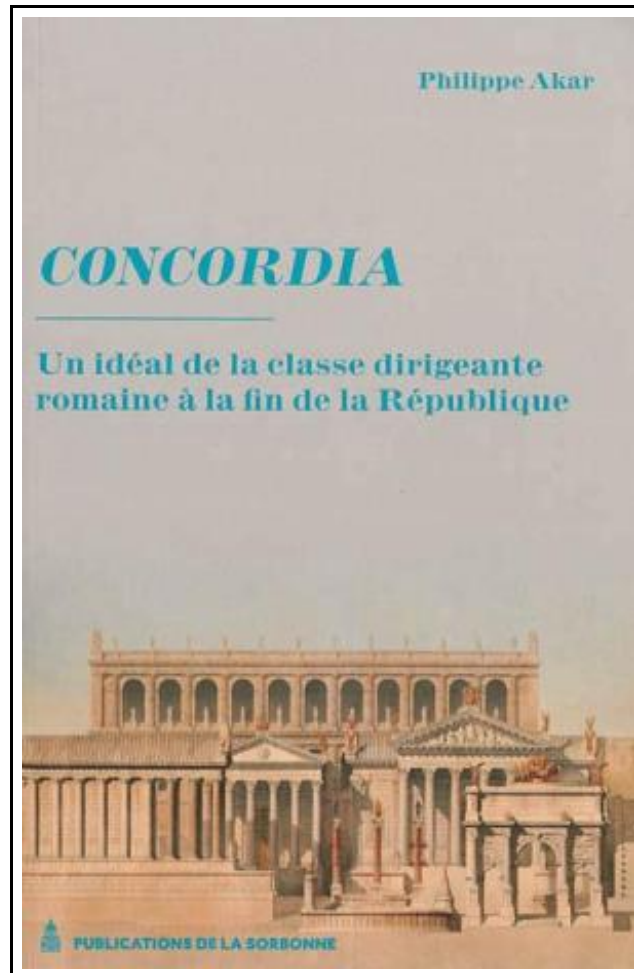 Philippe Akar
CONCORDIA
Un idéal de la classe dirigeante
romaine à la fin de la République
PUBLICATIONS DE LA SORBONNE